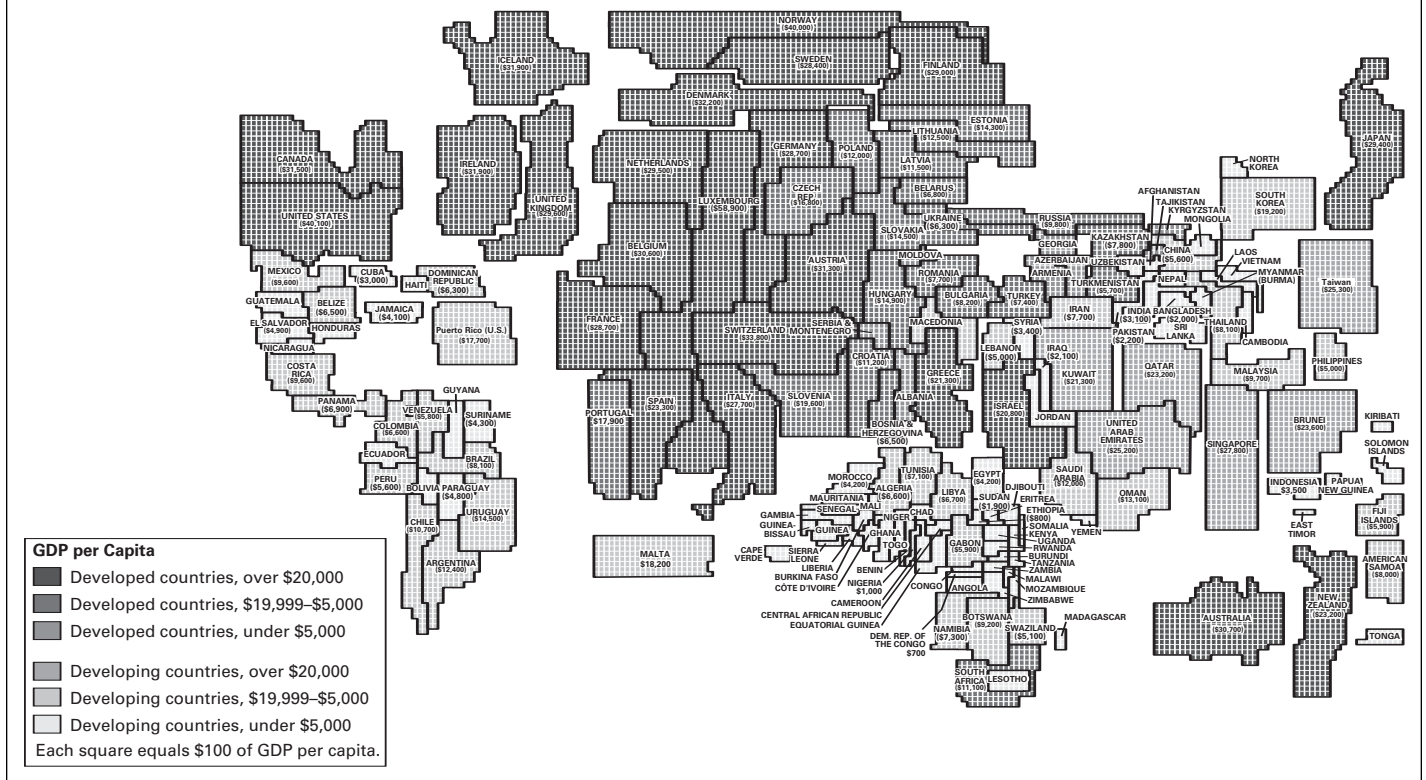 NORWAY
($40,000)
ICELAND
($31,900)
SWEDEN
($28,400)
FINLAND
($29,000)
DENMARK
($32,200)
ESTONIA
($14,300)
LITHUANIA
($12,500)
JAPAN
($29,400)
CANADA
($31,500)
IRELAND
($31,900)
UNITED
KINGDOM
($29,600)
NETHERLANDS
($29,500)
GERMANY
($28,700)
POLAND
($12,000)
LATVIA
($11,500)
NORTH
KOREA
UNITED STATES
($40,100)
LUXEMBOURG
($58,900)
CZECH
REP.
($16,800)
BELARUS
($6,800)
AFGHANISTAN
TAJIKISTAN
KYRGYZSTAN
MONGOLIA
SOUTH
KOREA
($19,200)
UKRAINE
($6,300)
RUSSIA
($9,800)
SLOVAKIA
($14,500)
GEORGIA
KAZAKHSTAN
($7,800)
CHINA
($5,600)
BELGIUM
($30,600)
AUSTRIA
($31,300)
MOLDOVA
AZERBAIJAN
UZBEKISTAN
LAOS
VIETNAM
MEXICO
($9,600)
CUBA
($3,000)
HAITI
DOMINICAN
REPUBLIC
($6,300)
ROMANIA
($7,700)
ARMENIA
TURKMENISTAN
($5,700)
NEPAL
MYANMAR
(BURMA)
Taiwan
($25,300)
GUATEMALA
BELIZE
($6,500)
JAMAICA
($4,100)
HUNGARY
($14,900)
BULGARIA
($8,200)
TURKEY
($7,400)
IRAN
($7,700)
INDIA
($3,100)
BANGLADESH
($2,000)
EL SALVADOR
($4,900)
HONDURAS
Puerto Rico (U.S.)
($17,700)
FRANCE
($28,700)
SWITZERLAND
($33,800)
SERBIA &
MONTENEGRO
MACEDONIA
SYRIA
($3,400)
PAKISTAN
($2,200)
SRI
LANKA
THAILAND
($8,100)
CAMBODIA
NICARAGUA
COSTA
RICA
($9,600)
CROATIA
($11,200)
LEBANON
($5,000)
IRAQ
($2,100)
PHILIPPINES
($5,000)
GREECE
($21,300)
KUWAIT
($21,300)
QATAR
($23,200)
MALAYSIA
($9,700)
PANAMA
($6,900)
GUYANA
VENEZUELA
($5,800)
SURINAME
($4,300)
PORTUGAL
$17,900)
SPAIN
($23,300)
ITALY
($27,700)
SLOVENIA
($19,600)
ALBANIA
ISRAEL
($20,800)
JORDAN
COLOMBIA
($6,600)
BOSNIA &
HERZEGOVINA
($6,500)
UNITED
ARAB
EMIRATES
($25,200)
SINGAPORE
($27,800)
BRUNEI
($23,600)
KIRIBATI
ECUADOR
BRAZIL
($8,100)
SOLOMON
ISLANDS
PERU
($5,600)
BOLIVIA
PARAGUAY
($4,800)
MOROCCO
($4,200)
ALGERIA
($6,600)
TUNISIA
($7,100)
LIBYA
($6,700)
EGYPT
($4,200)
SAUDI
ARABIA
($12,000)
OMAN
($13,100)
INDONESIA
$3,500
PAPUA
NEW GUINEA
URUGUAY
($14,500)
MAURITANIA
SENEGAL
MALI
NIGER
CHAD
SUDAN
($1,900)
DJIBOUTI
ERITREA
ETHIOPIA
($800)
YEMEN
EAST
TIMOR
FIJI
ISLANDS
($5,900)
CHILE
($10,700)
GAMBIA
GUINEA-
BISSAU
GUINEA
GHANA
TOGO
GABON
($5,900)
SOMALIA
KENYA
UGANDA
RWANDA
BURUNDI
TANZANIA
ZAMBIA
MALAWI
MOZAMBIQUE
ZIMBABWE
ARGENTINA
($12,400)
MALTA
$18,200)
CAPE
VERDE
SIERRA
LEONE
LIBERIA
BURKINA FASO
CÔTE D'IVOIRE
BENIN
NIGERIA
$1,000
CAMEROON
CENTRAL AFRICAN REPUBLIC
EQUATORIAL GUINEA
CONGO
ANGOLA
DEM. REP. OF
THE CONGO
$700
AMERICAN
SAMOA
($8,000)
NAMIBIA
($7,300)
BOTSWANA
($9,200)
SWAZILAND
($5,100)
MADAGASCAR
AUSTRALIA
($30,700)
NEW
ZEALAND
($23,200)
TONGA
SOUTH
AFRICA
($11,100)
LESOTHO
GDP per Capita
Developed countries, over $20,000
Developed countries, $19,999–$5,000
Developed countries, under $5,000
Developing countries, over $20,000
Developing countries, $19,999–$5,000
Developing countries, under $5,000
Each square equals $100 of GDP per capita.